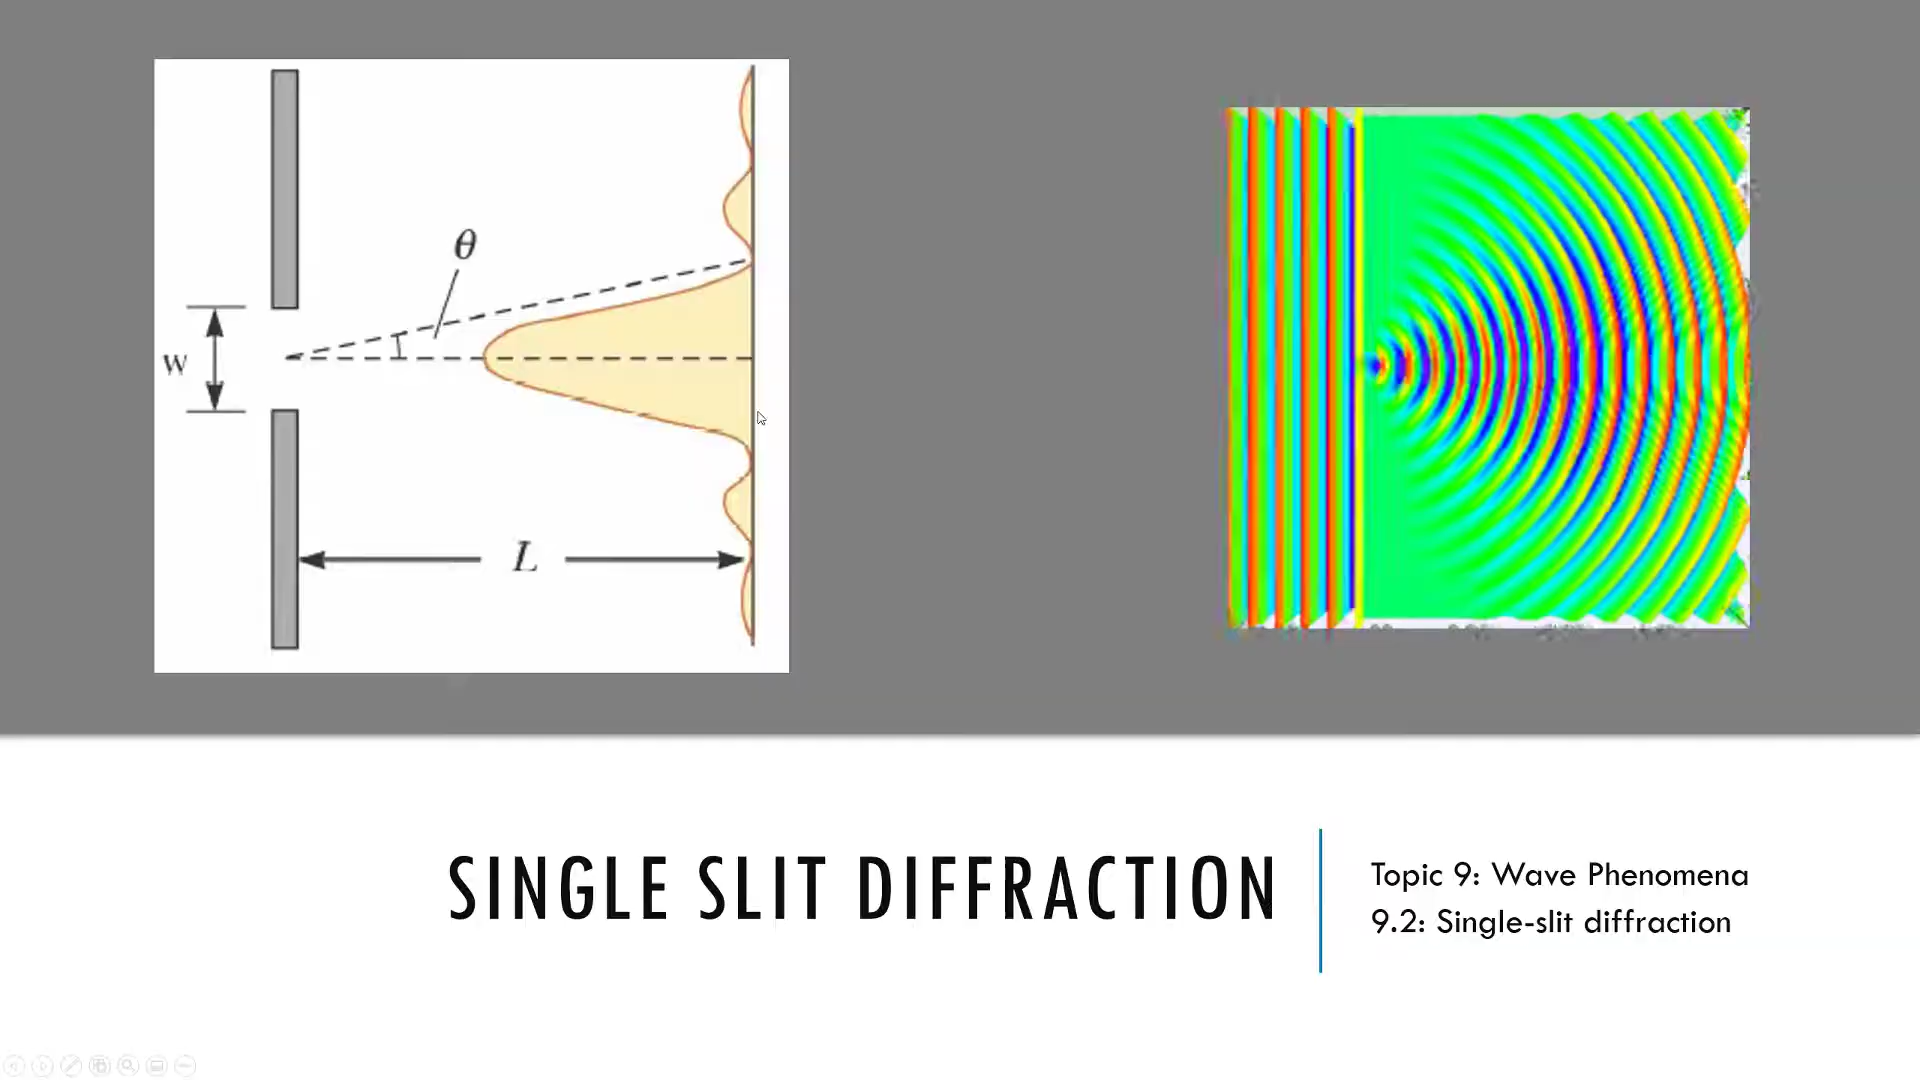 θ
w
L
SINGLE SLIT DIFFRACTION
Topic 9: Wave Phenomena
9.2: Single-slit diffraction